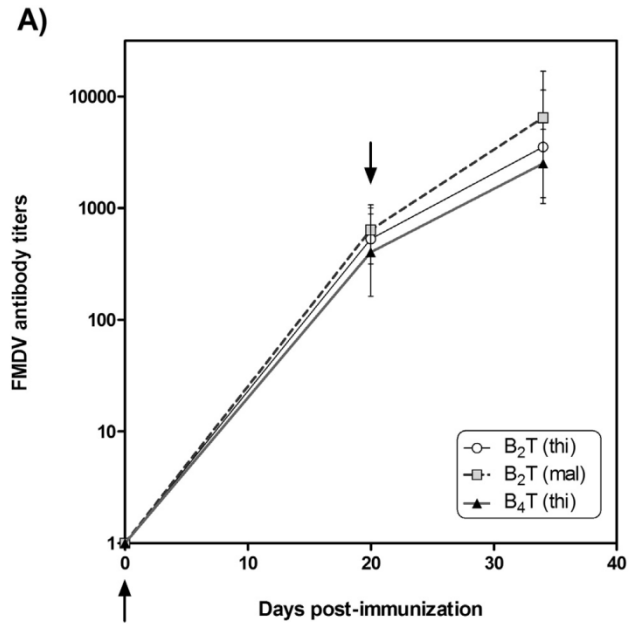 A)
FMDV antibody titers
10000
1000
100
10
1
0
10
20
30
40
Days post-immunization
B₂T (thi)
B₂T (mal)
B₄T (thi)